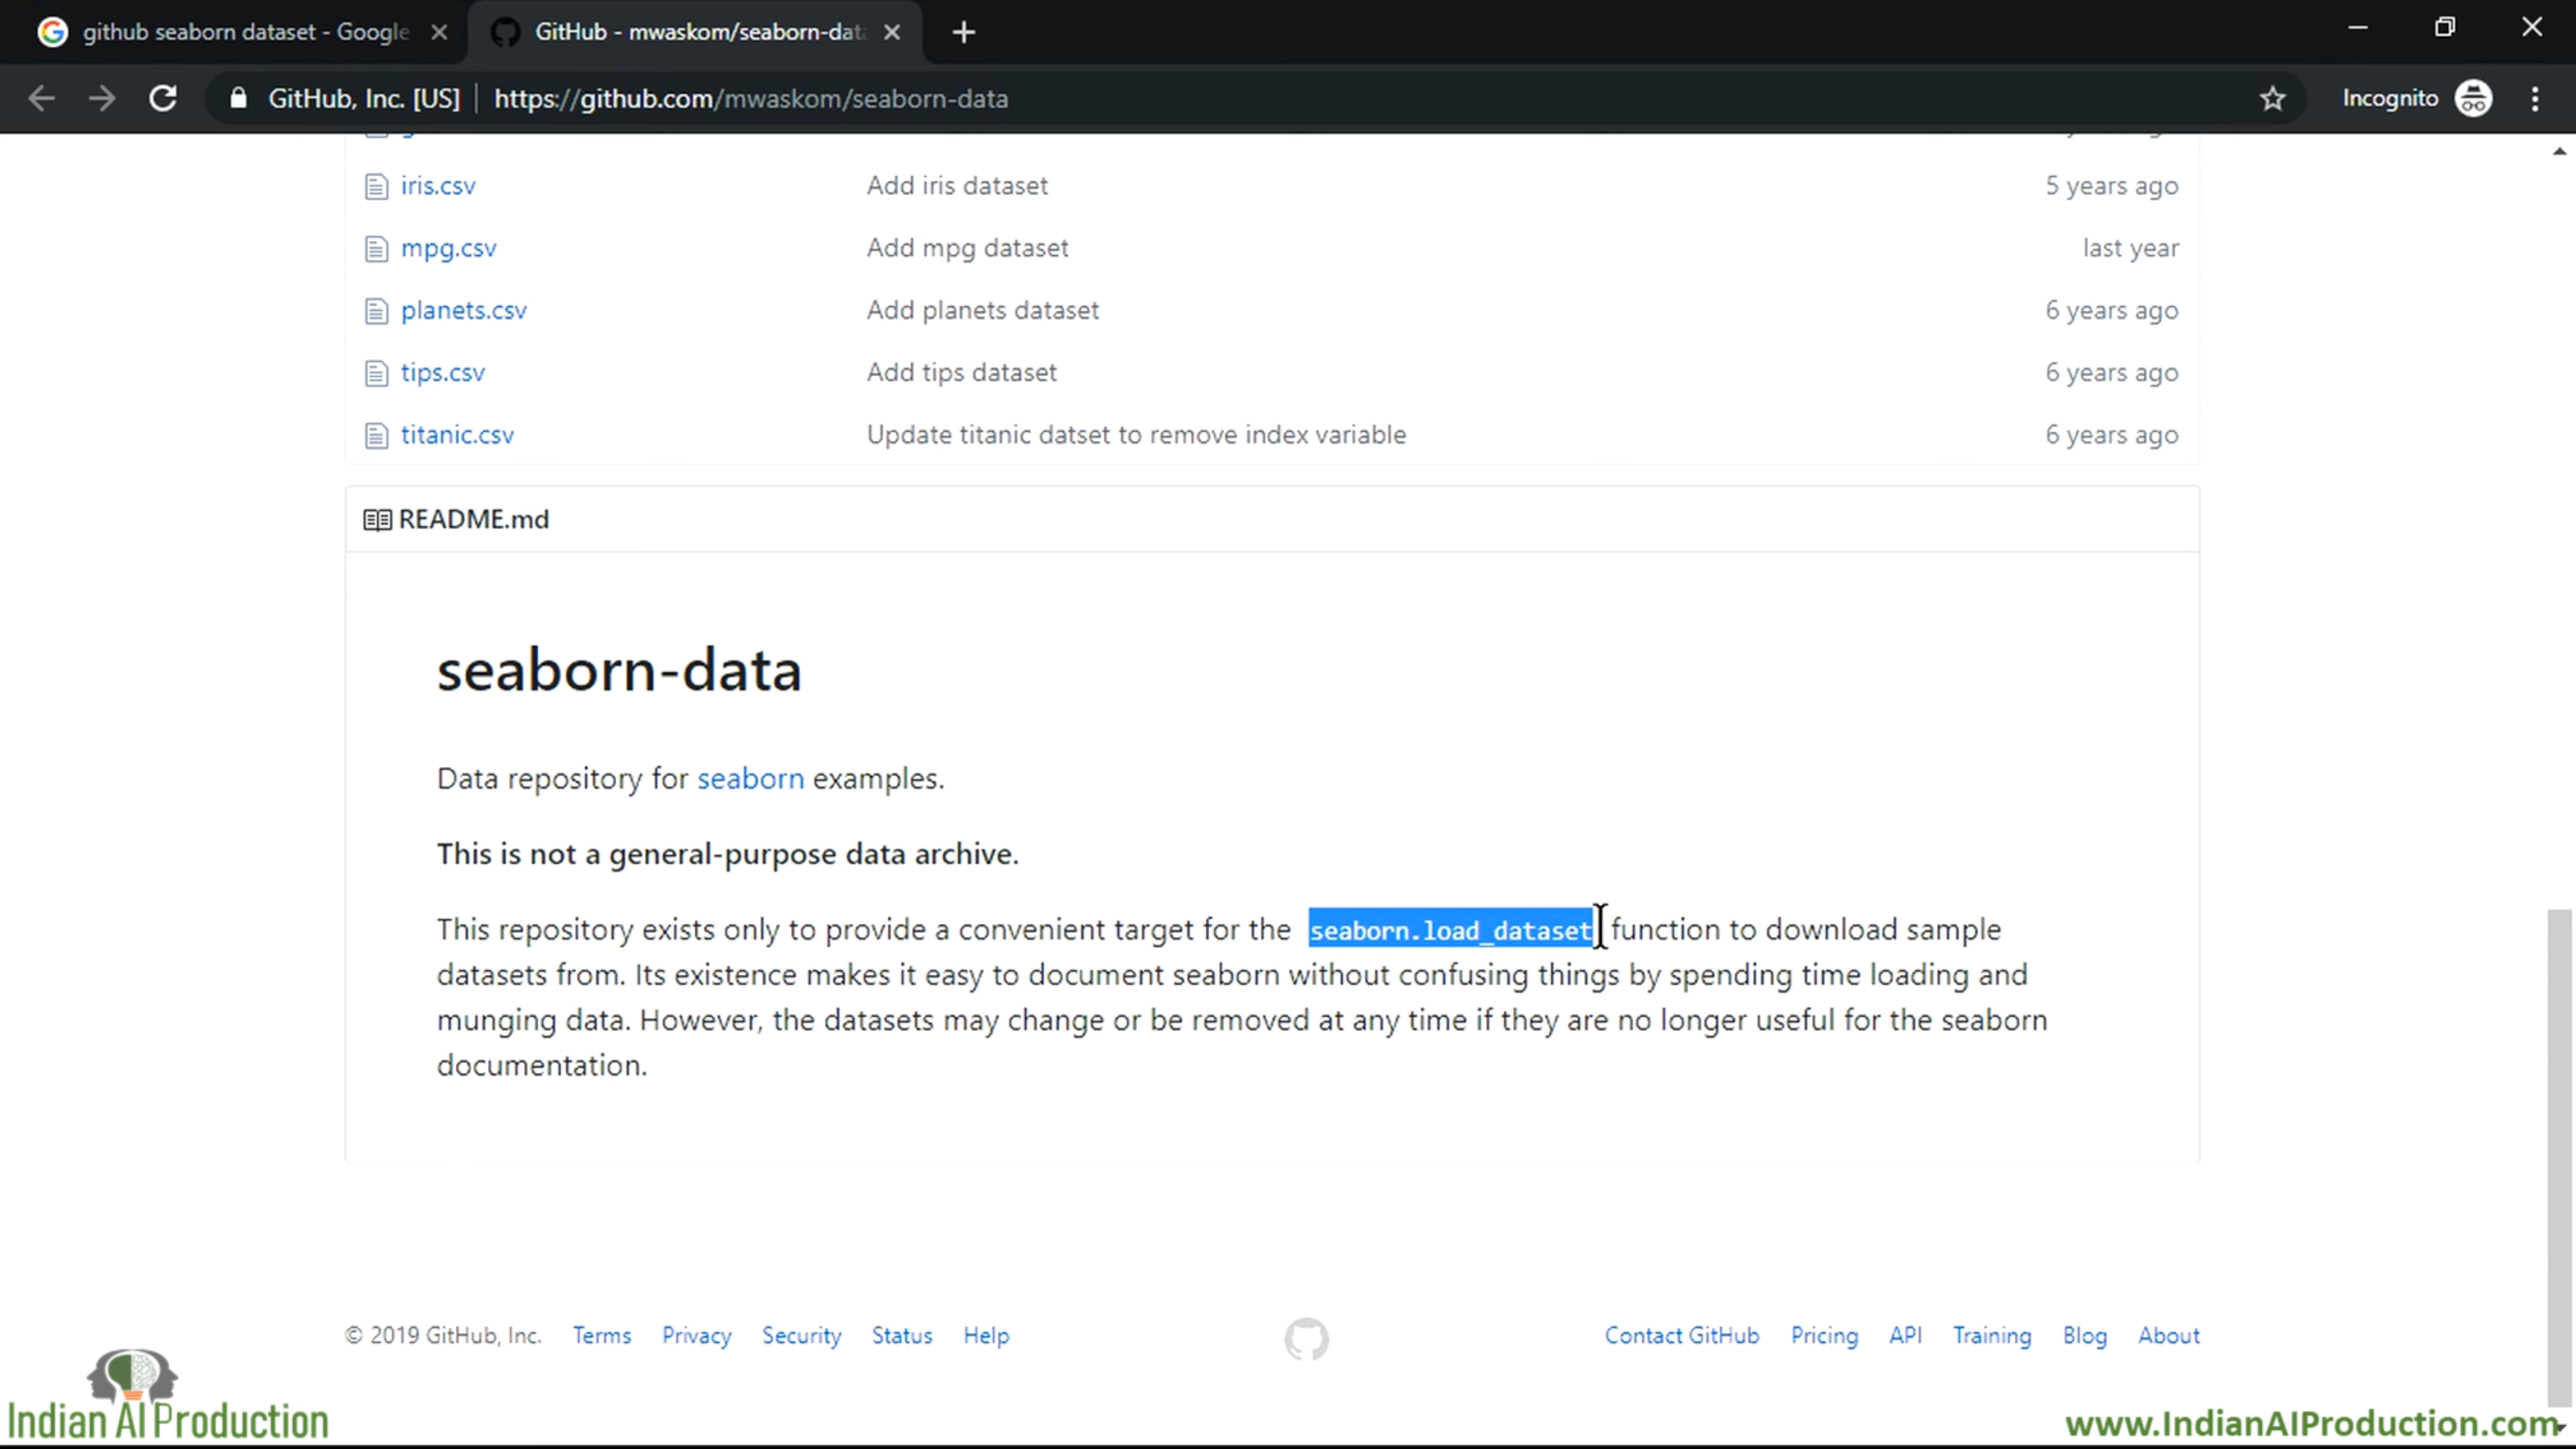 github seaborn dataset - Google
GitHub - mwaskom/seaborn-dat
GitHub, Inc. [US] https://github.com/mwaskom/seaborn-data
Incognito
iris.csv Add iris dataset 5 years ago
mpg.csv Add mpg dataset last year
planets.csv Add planets dataset 6 years ago
tips.csv Add tips dataset 6 years ago
titanic.csv Update titanic datset to remove index variable 6 years ago
README.md
seaborn-data
Data repository for seaborn examples.
This is not a general-purpose data archive.
This repository exists only to provide a convenient target for the seaborn.load_dataset function to download sample
datasets from. Its existence makes it easy to document seaborn without confusing things by spending time loading and
munging data. However, the datasets may change or be removed at any time if they are no longer useful for the seaborn
documentation.
© 2019 GitHub, Inc. Terms Privacy Security Status Help Contact GitHub Pricing API Training Blog About
Indian AI Production
www.IndianAIProduction.com